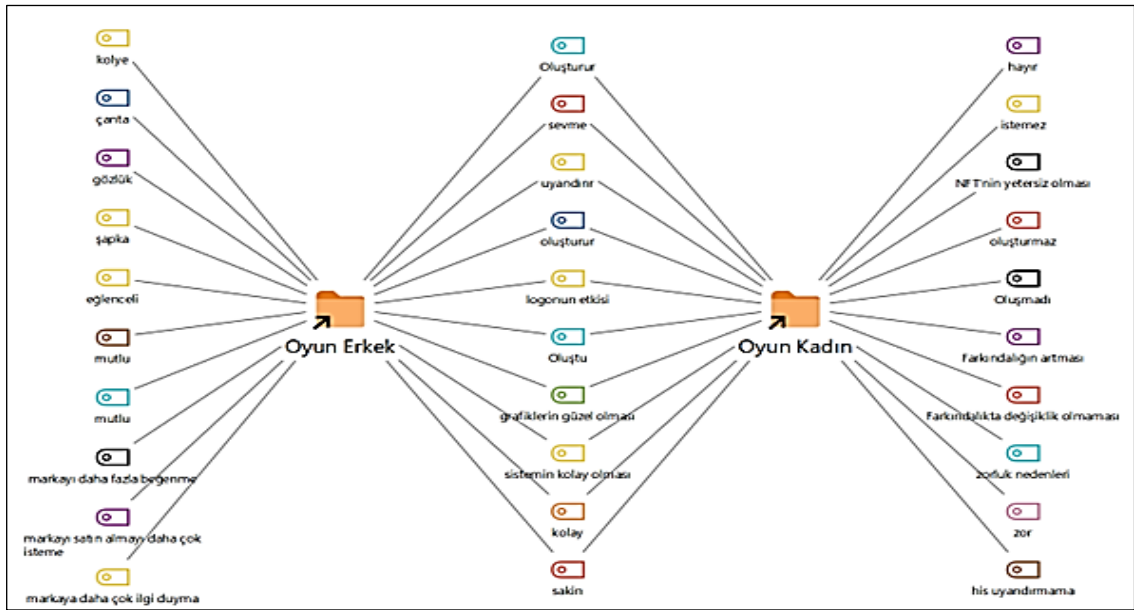 kolye
çanta
gözlük
şapka
eğlenceli
mutlu
mutlu
markayı daha fazla beğenme
markayı satın almayı daha çok
isteme
markaya daha çok ilgi duyma
Oyun Erkek
Oluşturur
sevme
uyandırır
oluşturur
logonun etkisi
Oluştu
grafiklerin güzel olması
sistemin kolay olması
kolay
sakin
Oyun Kadın
hayır
istemez
NFT'nin yetersiz olması
oluşturmaz
Oluşmadı
Farkındalığın artması
Farkındalıkta değişiklik olmaması
zorluk nedenleri
zor
his uyandırmama